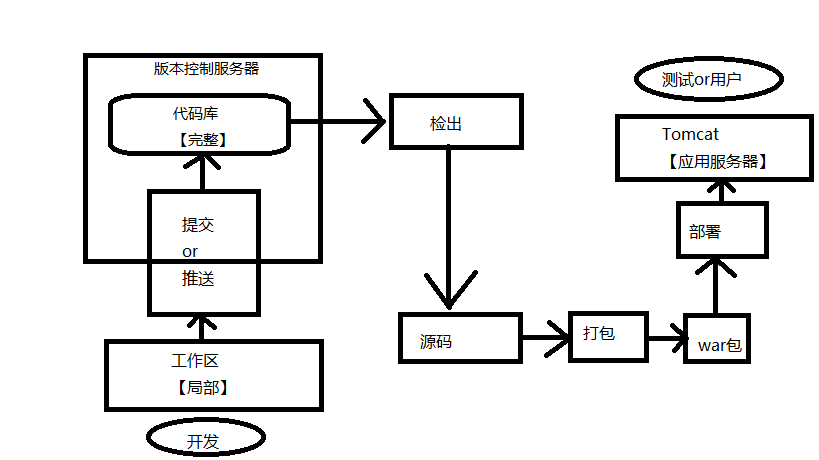 版本控制服务器
代码库
【完整】
提交
or
推送
工作区
【局部】
开发
检出
源码
打包
war包
部署
Tomcat
【应用服务器】
测试or用户